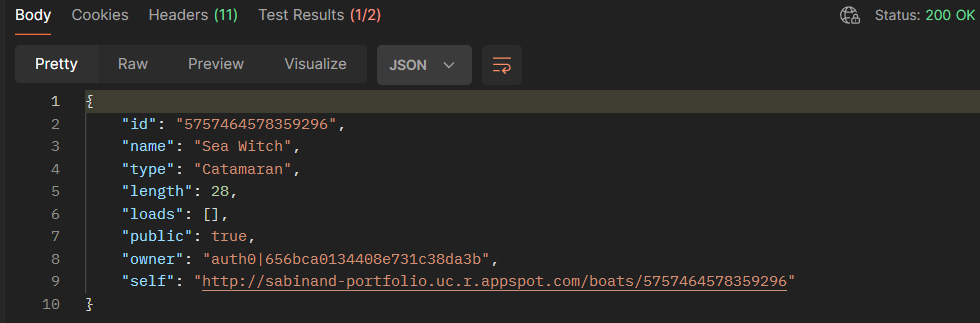 Body Cookies Headers (11) Test Results (1/2) Status: 200 OK
Pretty Raw Preview Visualize JSON
1 {
2 "id": "5757464578359296",
3 "name": "Sea Witch",
4 "type": "Catamaran",
5 "length": 28,
6 "loads": [],
7 "public": true,
8 "owner": "auth0|656bca0134408e731c38da3b",
9 "self": "http://sabinand-portfolio.uc.r.appspot.com/boats/5757464578359296"
10 }